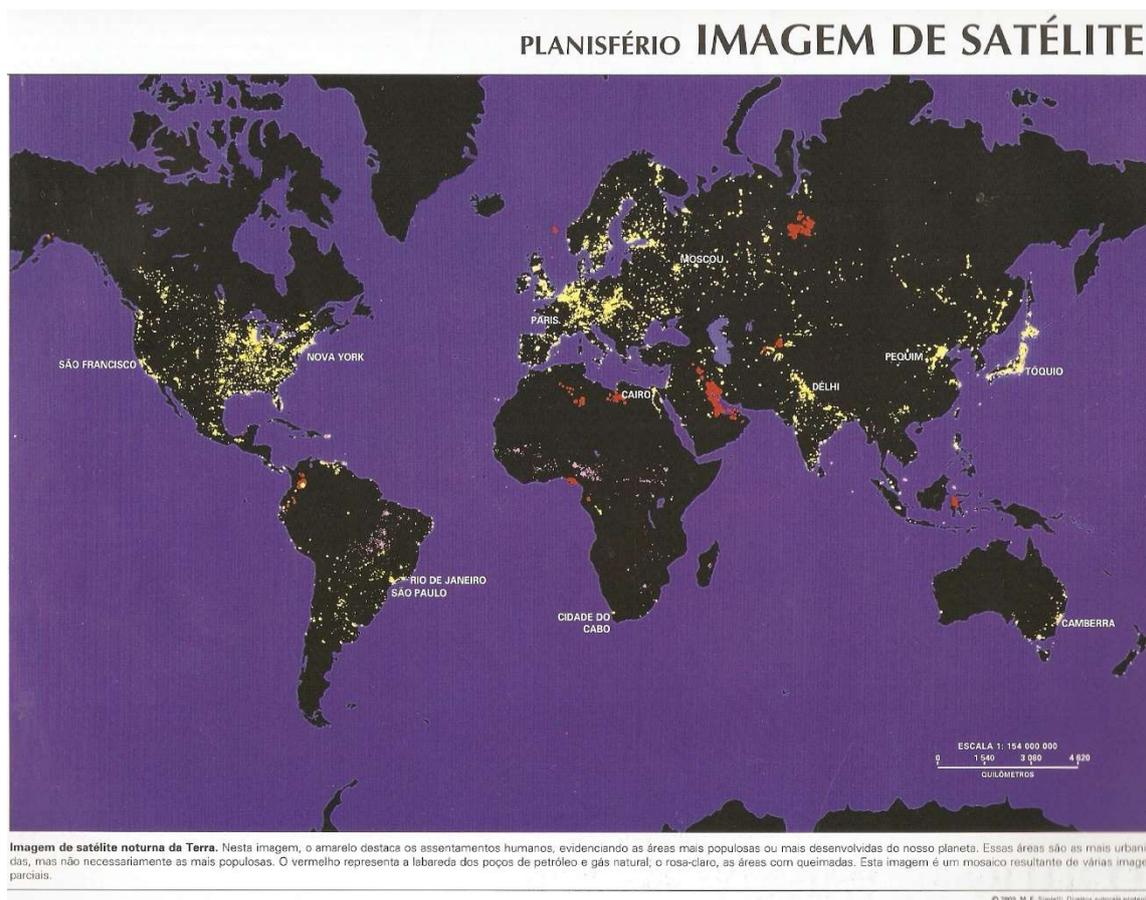 PLANISFÉRIO IMAGEM DE SATÉLITE
MOSCOU
PARIS
NOVA YORK
SÃO FRANCISCO
PEQUIM
TÓQUIO
DÉLHI
CAIRO
RIO DE JANEIRO
SÃO PAULO
CIDADE DO
CABO
CAMBERRA
ESCALA 1: 154 000 000
0 1 540 3 080 4 620
QUILÔMETROS
Imagem de satélite noturna da Terra. Nesta imagem, o amarelo destaca os assentamentos humanos, evidenciando as áreas mais populosas ou mais desenvolvidas do nosso planeta. Essas áreas são as mais urbani
das, mas não necessariamente as mais populosas. O vermelho representa a labareda dos poços de petróleo e gás natural; o rosa-claro, as áreas com queimadas. Esta imagem é um mosaico resultante de várias image
parciais.